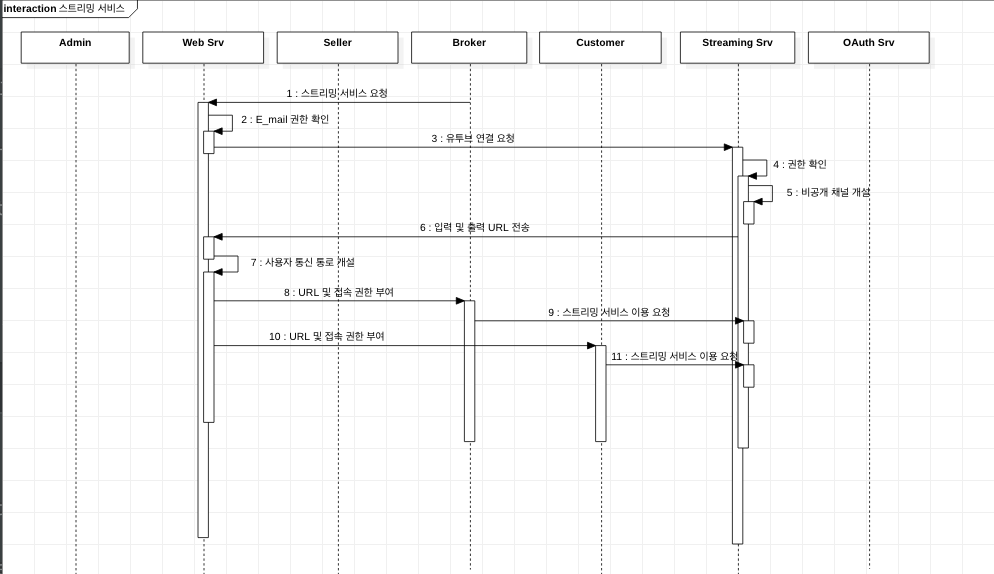 interaction 스트리밍 서비스
Admin
Web Srv
Seller
Broker
Customer
Streaming Srv
OAuth Srv
1 : 스트리밍 서비스 요청
2 : E_mail 권한 확인
3 : 유투브 연결 요청
4 : 권한 확인
5 : 비공개 채널 개설
6 : 입력 및 출력 URL 전송
7 : 사용자 통신 통로 개설
8 : URL 및 접속 권한 부여
9 : 스트리밍 서비스 이용 요청
10 : URL 및 접속 권한 부여
11 : 스트리밍 서비스 이용 요청